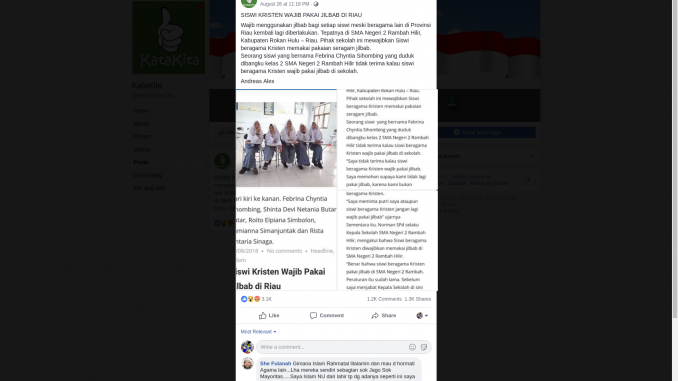 KataKita
August 26 at 11:18 PM ·
SISWI KRISTEN WAJIB PAKAI JILBAB DI RIAU
Wajib menggunakan jilbab bagi setiap siswi meski beragama lain di Provinsi
Riau kembali lagi diberlakukan. Tepatnya di SMA Negeri 2 Rambah Hilir,
Kabupaten Rokan Hulu – Riau. Pihak sekolah ini mewajibkan Siswi
beragama Kristen memakai pakaian seragam jilbab.
Seorang siswi yang bernama Febrina Chyntia Sihombing yang duduk
dibangku kelas 2 SMA Negeri 2 Rambah Hilir tidak terima kalau siswi
beragama Kristen wajib pakai jilbab di sekolah.
Andreas Alex
KataKita
Posts
ri kiri ke kanan. Febrina Chyntia
hombing, Shinta Devi Netania Butar
tar, Roito Elpiana Simbolon,
mianna Simanjuntak dan Rista
ntaria Sinaga.
/08/2018 • No comments • Headline,
iswi Kristen Wajib Pakai
lbab di Riau
Hilir, Kabupaten Rokan Hulu – Riau.
Pihak sekolah ini mewajibkan Siswi
beragama Kristen memakai pakaian
seragam jilbab.
Seorang siswi yang bernama Febrina
Chyntia Sihombing yang duduk
dibangku kelas 2 SMA Negeri 2 Rambah
Hilir tidak terima kalau siswi beragama
Kristen wajib pakai jilbab di sekolah.
"Saya tidak terima kalau siswi
beragama Kristen wajib pakai jilbab.
Saya memohon supaya kami tidak lagi
pakai jilbab, karena kami bukan
beragama Kristen.
"Saya meminta putri saya ataupun
siswi beragama Kristen jangan lagi
wajib pakai jilbab" ujarnya
Sementara itu, Norman SPd selaku
Kepala Sekolah SMA Negeri 2 Rambah
Hilir, mengakui bahwa Siswi beragama
Kristen diwajibkan memakai jilbab di
SMA Negeri 2 Rambah Hilir.
"Benar bahwa siswi beragama Kristen
pakai jilbab di SMA Negeri 2 Rambah.
Peraturan itu sudah lama. Sebelum
saya menjabat Kepala Sekolah di sini
3.1K
1.2K Comments 1.9K Shares
Like
Comment
Share
Most Relevant
Write a comment...
She Fulanah Gimana Islam Rahmatal lilalamin dan mau d hormati
Agama lain...Lha mereka sendiri sebagian sok Jago Sok
Mayoritas.....Saya Islam NU dari lahir tp dg adanya seperti ini saya